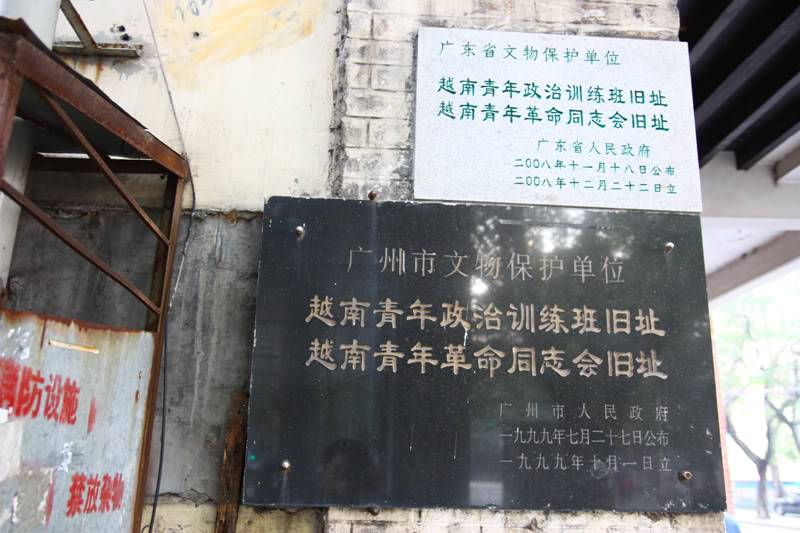 广东省文物保护单位
越南青年政治训练班旧址
越南青年革命同志会旧址
广东省人民政府
二00八年十一月十八日公布
二00八年十二月二十二日立
广州市文物保护单位
越南青年政治训练班旧址
越南青年革命同志会旧址
广州市人民政府
一九九九年七月二十七日公布
一九九九年十月一日立
消防设施
禁放杂物